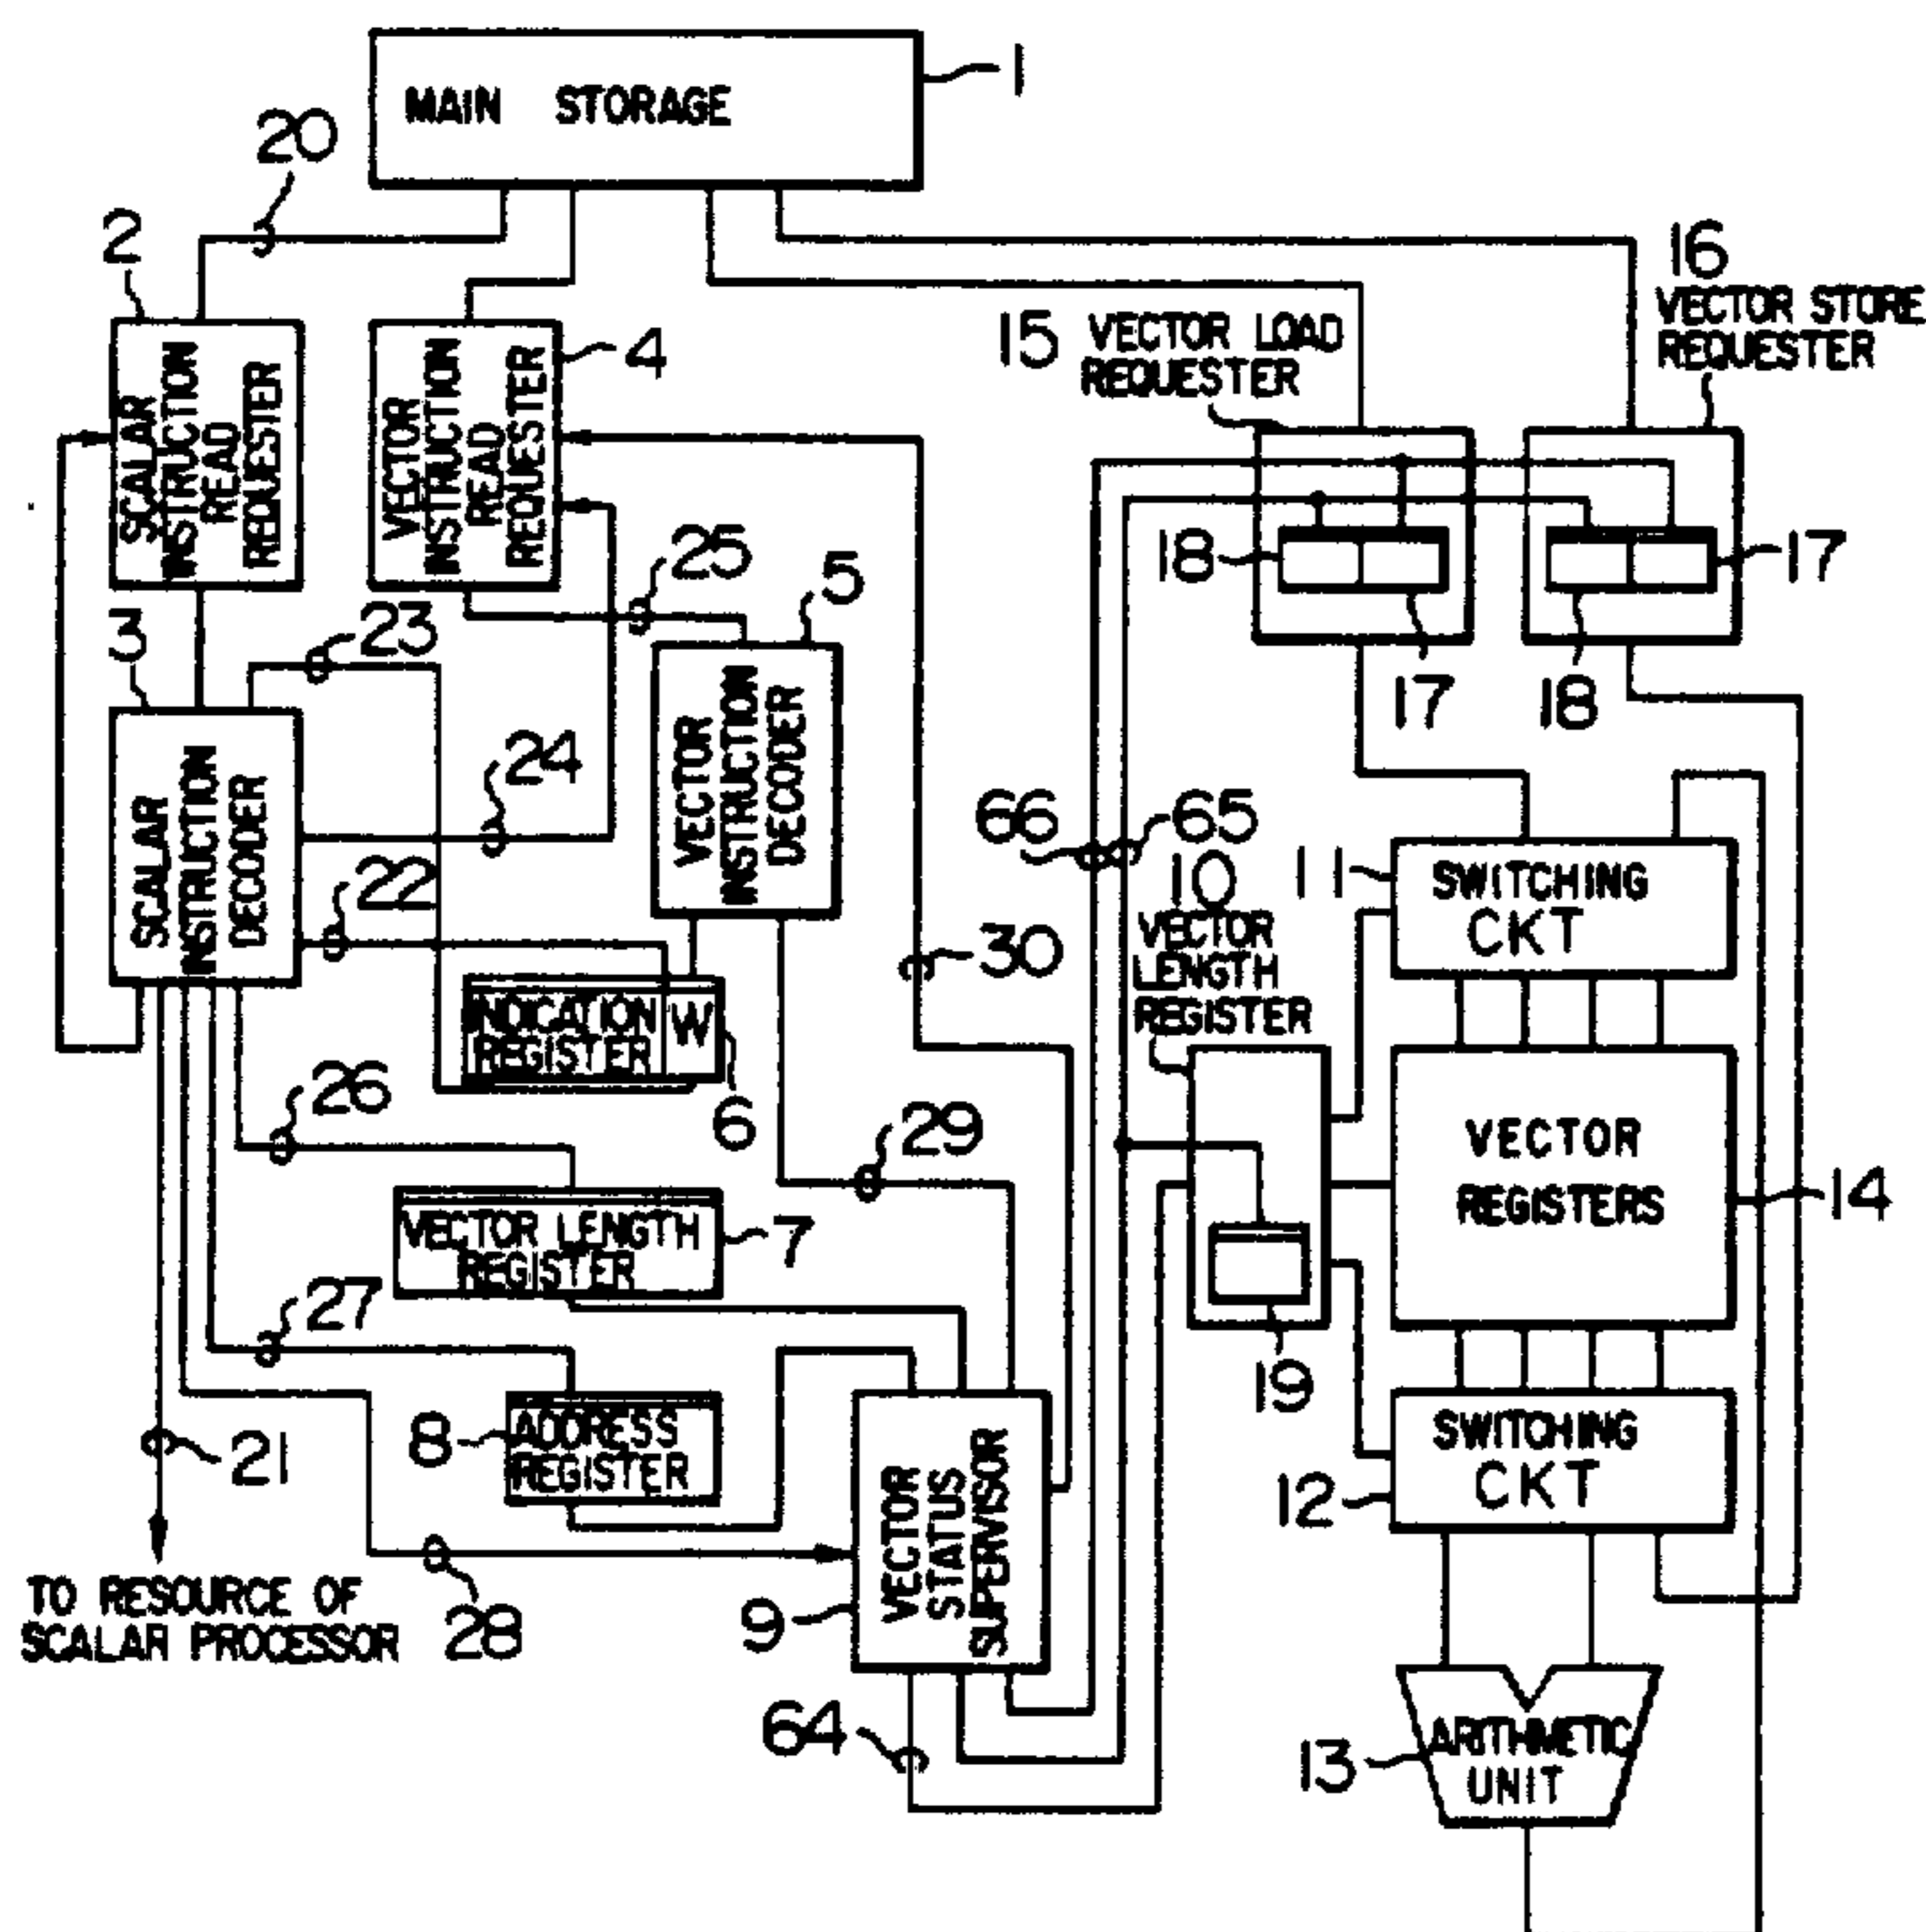 MAIN STORAGE
1
20
2
SCALAR
INSTRUCTION
READ
REQUESTER
VECTOR
INSTRUCTION
READ
REQUESTER
4
15 VECTOR LOAD
REQUESTER
16
VECTOR STORE
REQUESTER
18
17
17
18
25
5
3
23
SCALAR
INSTRUCTION
DECODER
24
22
VECTOR
INSTRUCTION
DECODER
66
65
30
10
VECTOR
LENGTH
REGISTER
11
SWITCHING
CKT
INDICATION
REGISTER
W
6
26
29
VECTOR LENGTH
REGISTER
7
VECTOR
REGISTERS
14
19
27
8
ADDRESS
REGISTER
21
28
TO RESOURCE OF
SCALAR PROCESSOR
9
VECTOR
STATUS
SUPERVISOR
12
SWITCHING
CKT
64
13
ARITHMETIC
UNIT